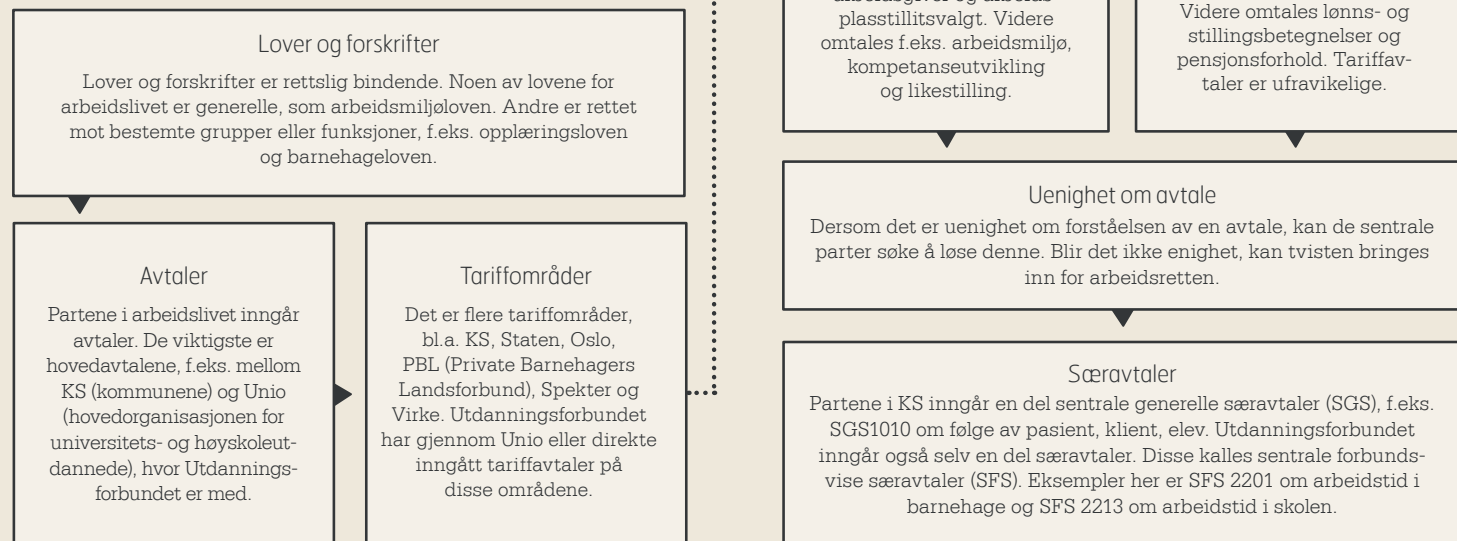 Lover og forskrifter
Lover og forskrifter er rettslig bindende. Noen av lovene for
arbeidslivet er generelle, som arbeidsmiljøloven. Andre er rettet
mot bestemte grupper eller funksjoner, f.eks. opplæringsloven
og barnehageloven.
Avtaler
Partene i arbeidslivet inngår
avtaler. De viktigste er
hovedavtalene, f.eks. mellom
KS (kommunene) og Unio
(hovedorganisasjonen for
universitets- og høyskoleut-
dannede), hvor Utdannings-
forbundet er med.
Tariffområder
Det er flere tariffområder,
bl.a. KS, Staten, Oslo,
PBL (Private Barnehagers
Landsforbund), Spekter og
Virke. Utdanningsforbundet
har gjennom Unio eller direkte
inngått tariffavtaler på
disse områdene.
plasstillitsvalgt. Videre
omtales f.eks. arbeidsmiljø,
kompetanseutvikling
og likestilling.
Videre omtales lønns- og
stillingsbetegnelser og
pensjonsforhold. Tariffav-
taler er ufravikelige.
Uenighet om avtale
Dersom det er uenighet om forståelsen av en avtale, kan de sentrale
parter søke å løse denne. Blir det ikke enighet, kan tvisten bringes
inn for arbeidsretten.
Særavtaler
Partene i KS inngår en del sentrale generelle særavtaler (SGS), f.eks.
SGS1010 om følge av pasient, klient, elev. Utdanningsforbundet
inngår også selv en del særavtaler. Disse kalles sentrale forbunds-
vise særavtaler (SFS). Eksempler her er SFS 2201 om arbeidstid i
barnehage og SFS 2213 om arbeidstid i skolen.